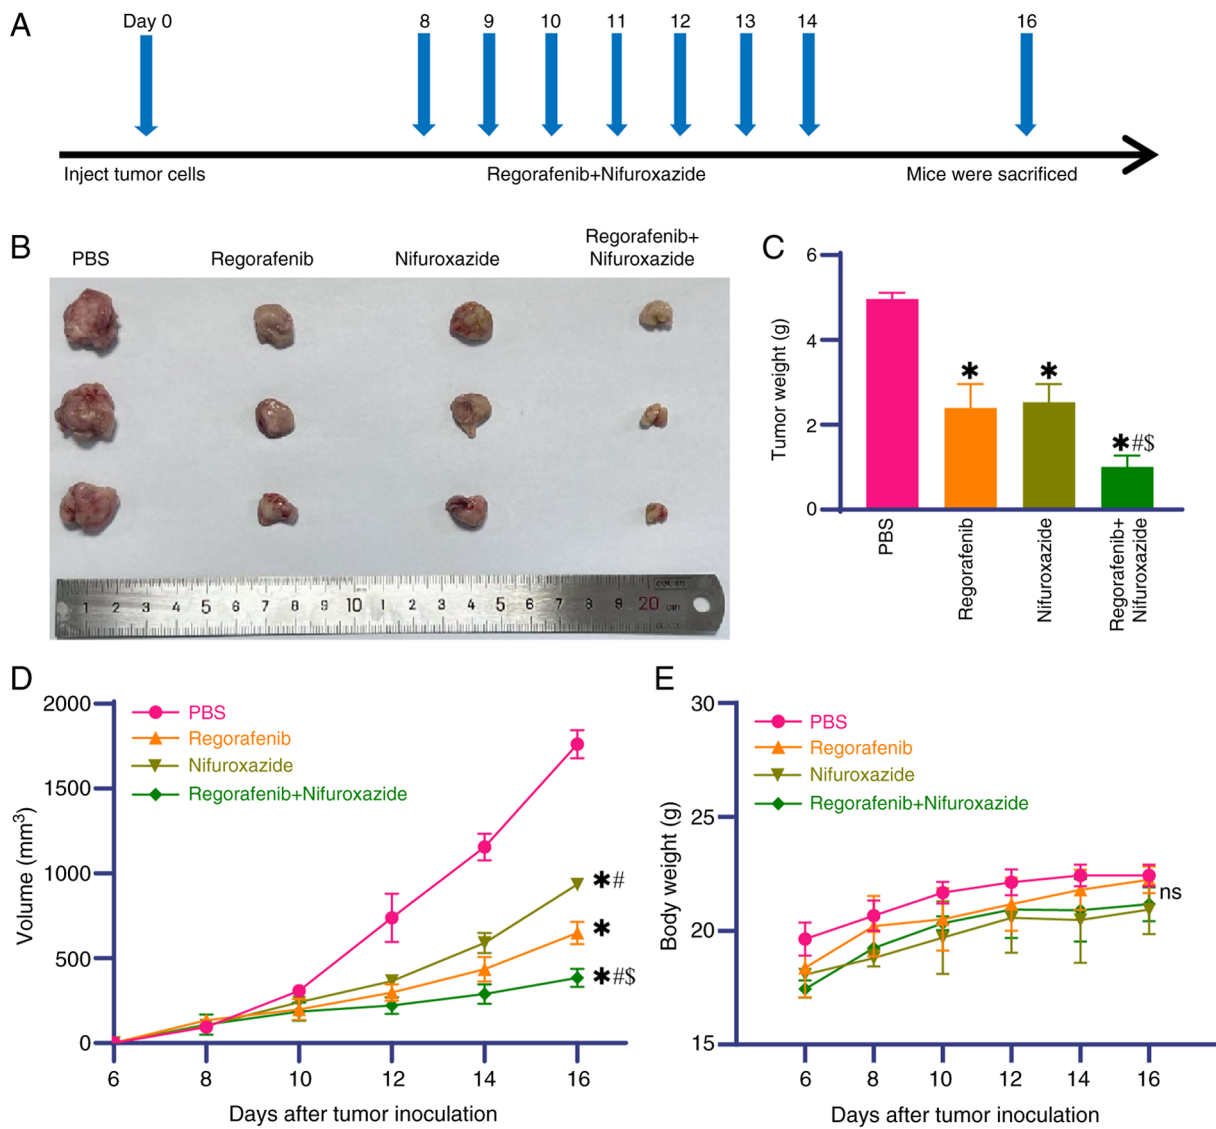 A
Day 0 8 9 10 11 12 13 14 16
Inject tumor cells Regorafenib+Nifuroxazide Mice were sacrificed
B
PBS Regorafenib Nifuroxazide Regorafenib+
Nifuroxazide
1 2 3 4 5 6 7 8 9 10 1 2 3 4 5 6 7 8 9 20 cm
C
Tumor weight (g)
6
4
2
0
✱
✱
✱#$
PBS
Regorafenib
Nifuroxazide
Regorafenib+
Nifuroxazide
D
Volume (mm³)
2000
1500
1000
500
0
PBS
Regorafenib
Nifuroxazide
Regorafenib+Nifuroxazide
✱#
✱
✱#$
6 8 10 12 14 16
Days after tumor inoculation
E
Body weight (g)
30
25
20
15
PBS
Regorafenib
Nifuroxazide
Regorafenib+Nifuroxazide
ns
6 8 10 12 14 16
Days after tumor inoculation